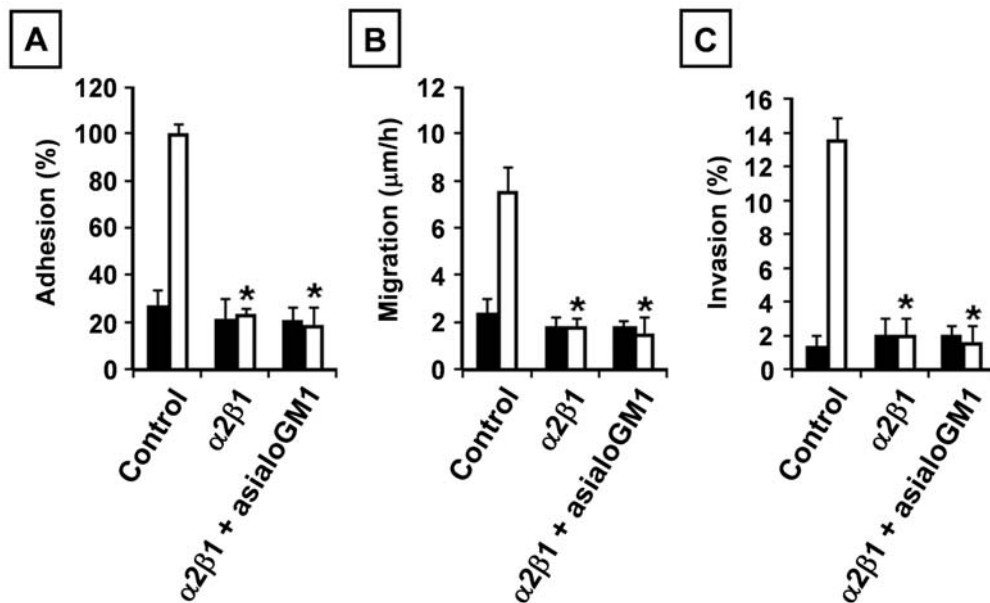 A
Adhesion (%)
120
100
80
60
40
20
0
*
*
Control
α2β1
α2β1 + asialoGM1
B
Migration (μm/h)
12
10
8
6
4
2
0
*
*
Control
α2β1
α2β1 + asialoGM1
C
Invasion (%)
16
14
12
10
8
6
4
2
0
*
*
Control
α2β1
α2β1 + asialoGM1